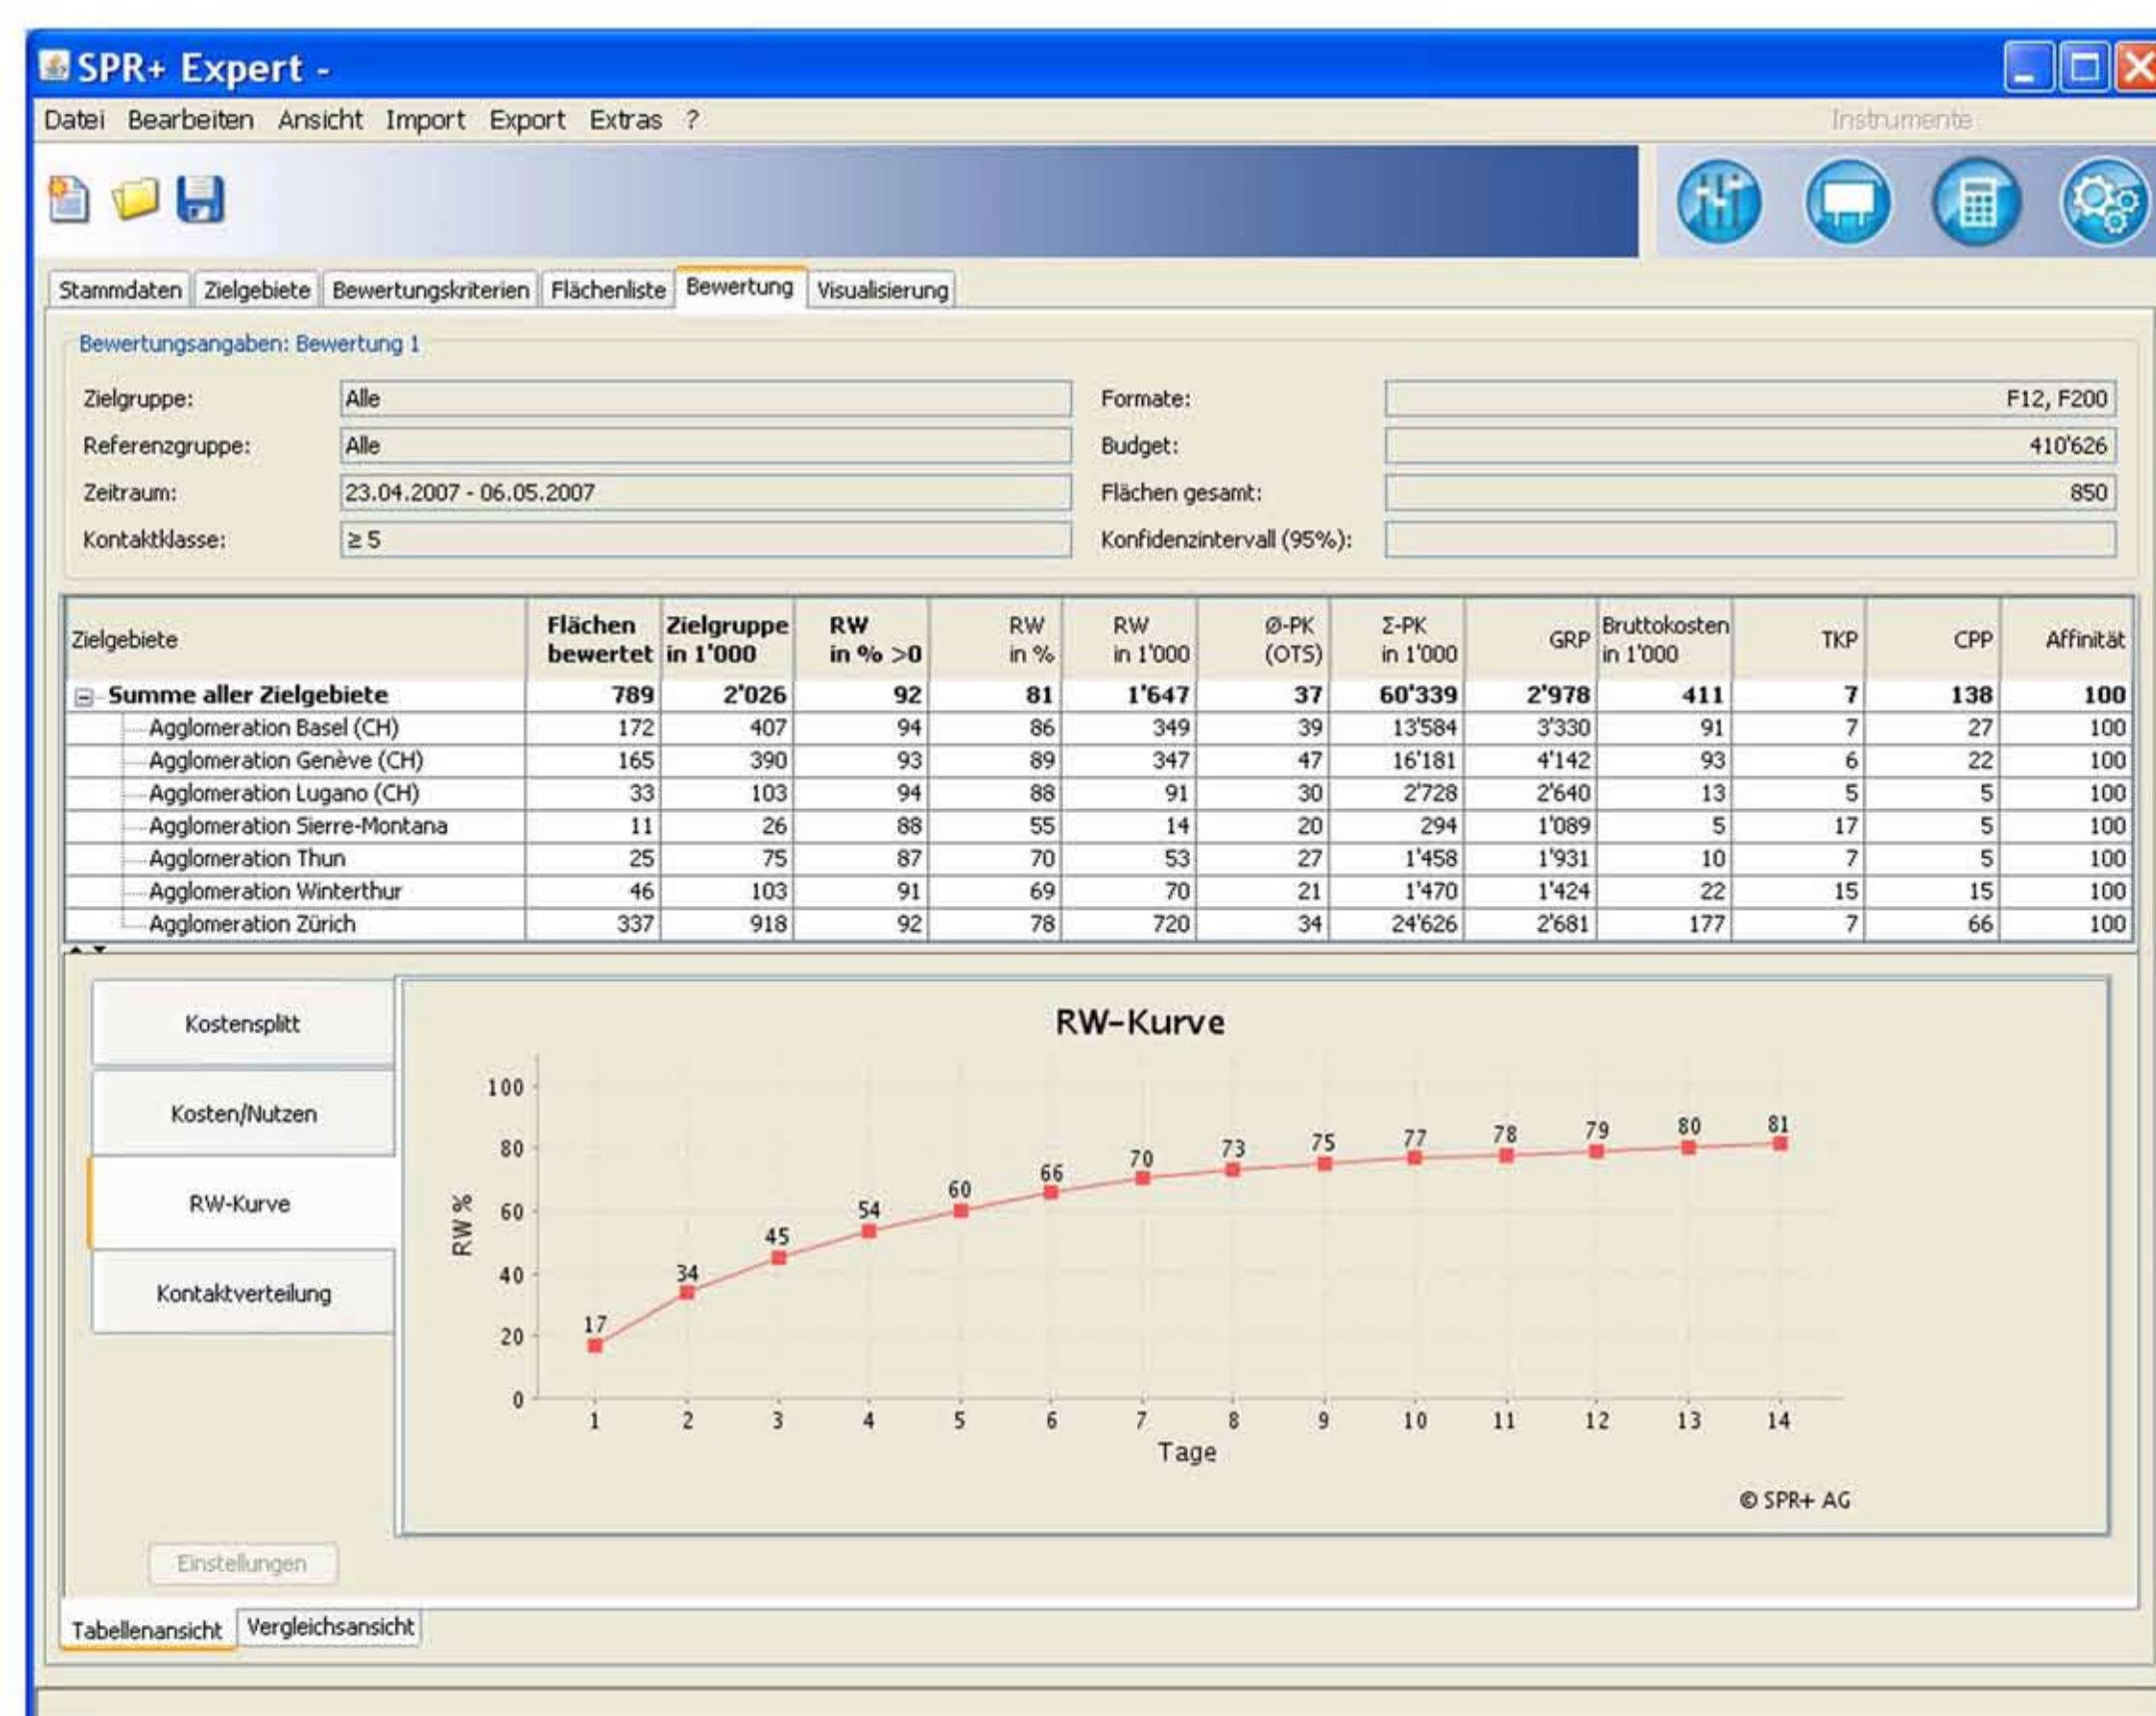 SPR+ Expert -
Datei Bearbeiten Ansicht Import Export Extras ? Instrumente
Stammdaten Zielgebiete Bewertungskriterien Flächenliste Bewertung Visualisierung
Bewertungsangaben: Bewertung 1
Zielgruppe: Alle Formate: F12, F200
Referenzgruppe: Alle Budget: 410'626
Zeitraum: 23.04.2007 - 06.05.2007 Flächen gesamt: 850
Kontaktklasse: ≥ 5 Konfidenzintervall (95%):
Zielgebiete Flächen bewertet Zielgruppe in 1'000 RW in % >0 RW in % RW in 1'000 Ø-PK (OTS) Σ-PK in 1'000 GRP Bruttokosten in 1'000 TKP CPP Affinität
Summe aller Zielgebiete 789 2'026 92 81 1'647 37 60'339 2'978 411 7 138 100
Agglomeration Basel (CH) 172 407 94 86 349 39 13'584 3'330 91 7 27 100
Agglomeration Genève (CH) 165 390 93 89 347 47 16'181 4'142 93 6 22 100
Agglomeration Lugano (CH) 33 103 94 88 91 30 2'728 2'640 13 5 5 100
Agglomeration Sierre-Montana 11 26 88 55 14 20 294 1'089 5 17 5 100
Agglomeration Thun 25 75 87 70 53 27 1'458 1'931 10 7 5 100
Agglomeration Winterthur 46 103 91 69 70 21 1'470 1'424 22 15 15 100
Agglomeration Zürich 337 918 92 78 720 34 24'626 2'681 177 7 66 100
Kostensplitt
Kosten/Nutzen
RW-Kurve
Kontaktverteilung
Einstellungen
RW-Kurve
RW %
100
80
60
40
20
0
17 34 45 54 60 66 70 73 75 77 78 79 80 81
1 2 3 4 5 6 7 8 9 10 11 12 13 14
Tage
© SPR+ AG
Tabellenansicht Vergleichsansicht